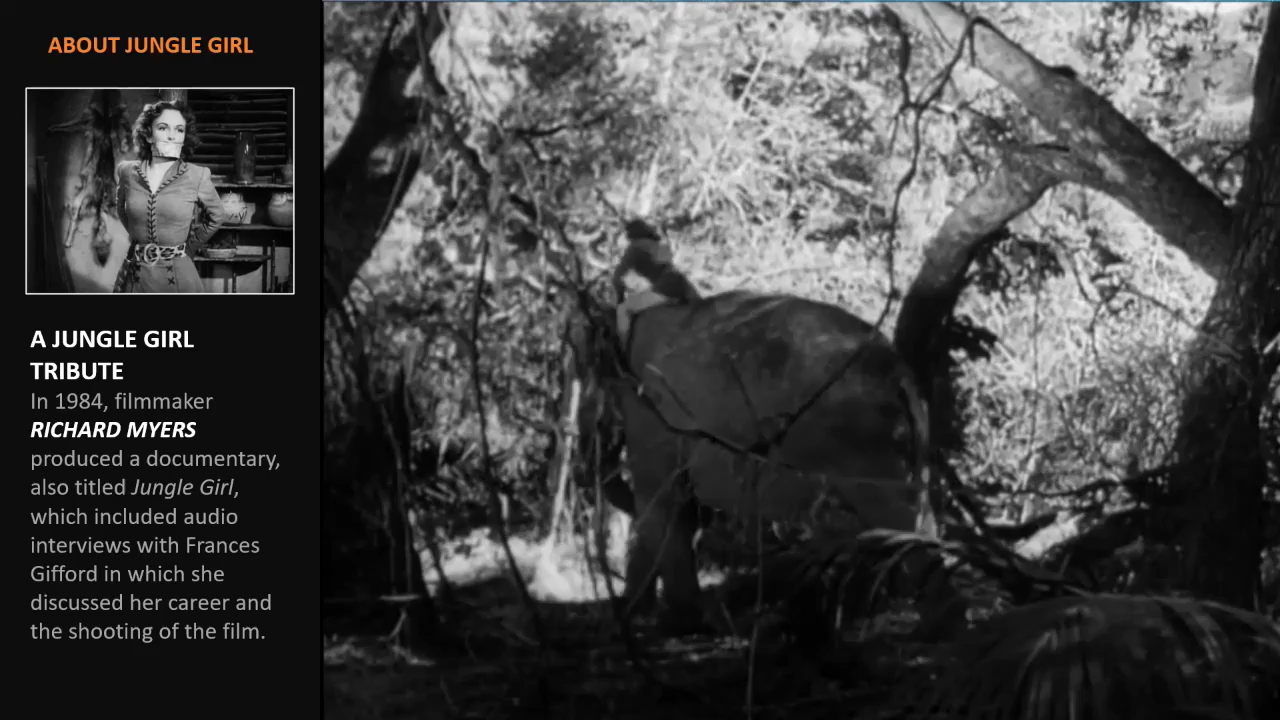 ABOUT JUNGLE GIRL
A JUNGLE GIRL
TRIBUTE
In 1984, filmmaker
RICHARD MYERS
produced a documentary,
also titled Jungle Girl,
which included audio
interviews with Frances
Gifford in which she
discussed her career and
the shooting of the film.